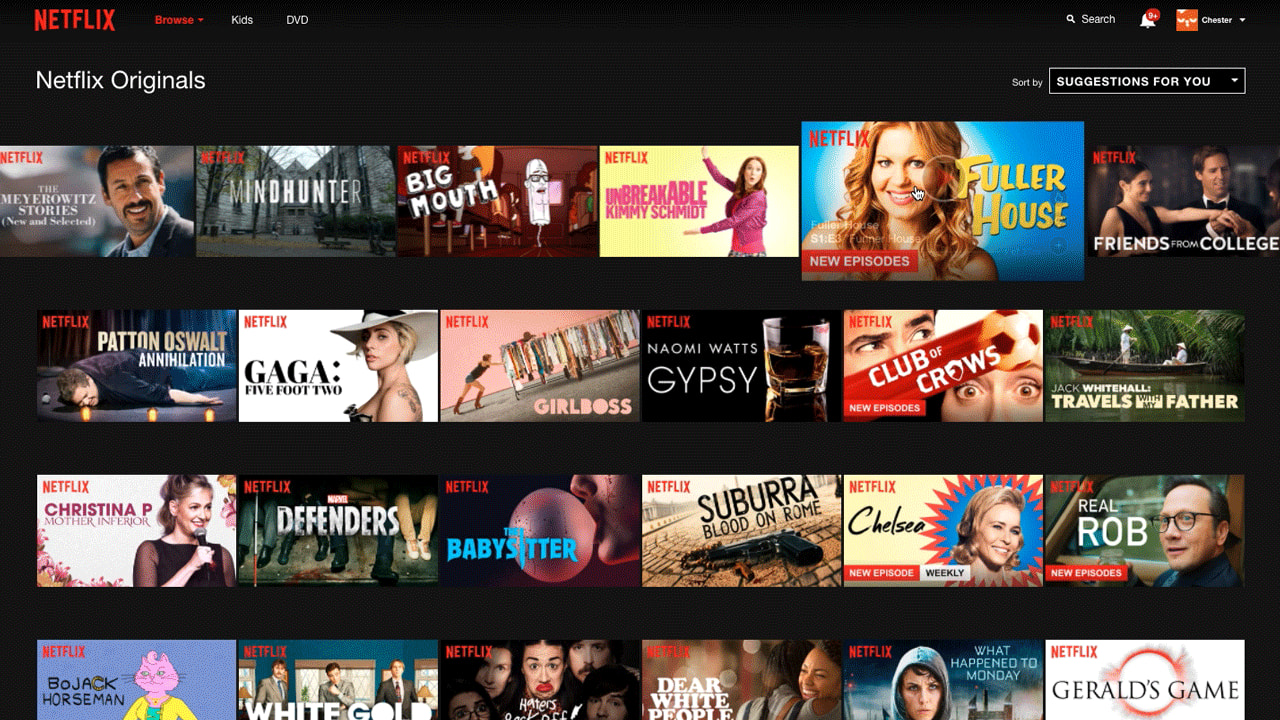 NETFLIX Browse Kids DVD Search 9+ Chester
Netflix Originals
Sort by SUGGESTIONS FOR YOU
NETFLIX
THE
MEYEROWITZ
STORIES
(New and Selected)
NETFLIX
MINDHUNTER
NETFLIX
BIG
MOUTH
NETFLIX
UNBREAKABLE
KIMMY SCHMIDT
NETFLIX
FULLER
HOUSE
Fuller House
S1:E3 "Funner House"
NEW EPISODES
NETFLIX
FRIENDS FROM COLLEGE
NETFLIX
PATTON OSWALT
ANNIHILATION
NETFLIX
GAGA:
FIVE FOOT TWO
NETFLIX
GIRLBOSS
NETFLIX
NAOMI WATTS
GYPSY
NETFLIX
CLUB OF
CROWS
NEW EPISODES
NETFLIX
JACK WHITEHALL:
TRAVELS WITH MY FATHER
NETFLIX
CHRISTINA P
MOTHER INFERIOR
NETFLIX
MARVEL
THE
DEFENDERS
NETFLIX
THE
BABYSITTER
NETFLIX
SUBURRA
BLOOD ON ROME
NETFLIX
Chelsea
NEW EPISODE WEEKLY
NETFLIX
REAL
ROB
NEW EPISODES
NETFLIX
BOJACK
HORSEMAN
NETFLIX
WHITE GOLD
NETFLIX
Haters
Back Off!
NETFLIX
DEAR
WHITE
PEOPLE
NETFLIX
WHAT
HAPPENED TO
MONDAY
NETFLIX
GERALD'S GAME